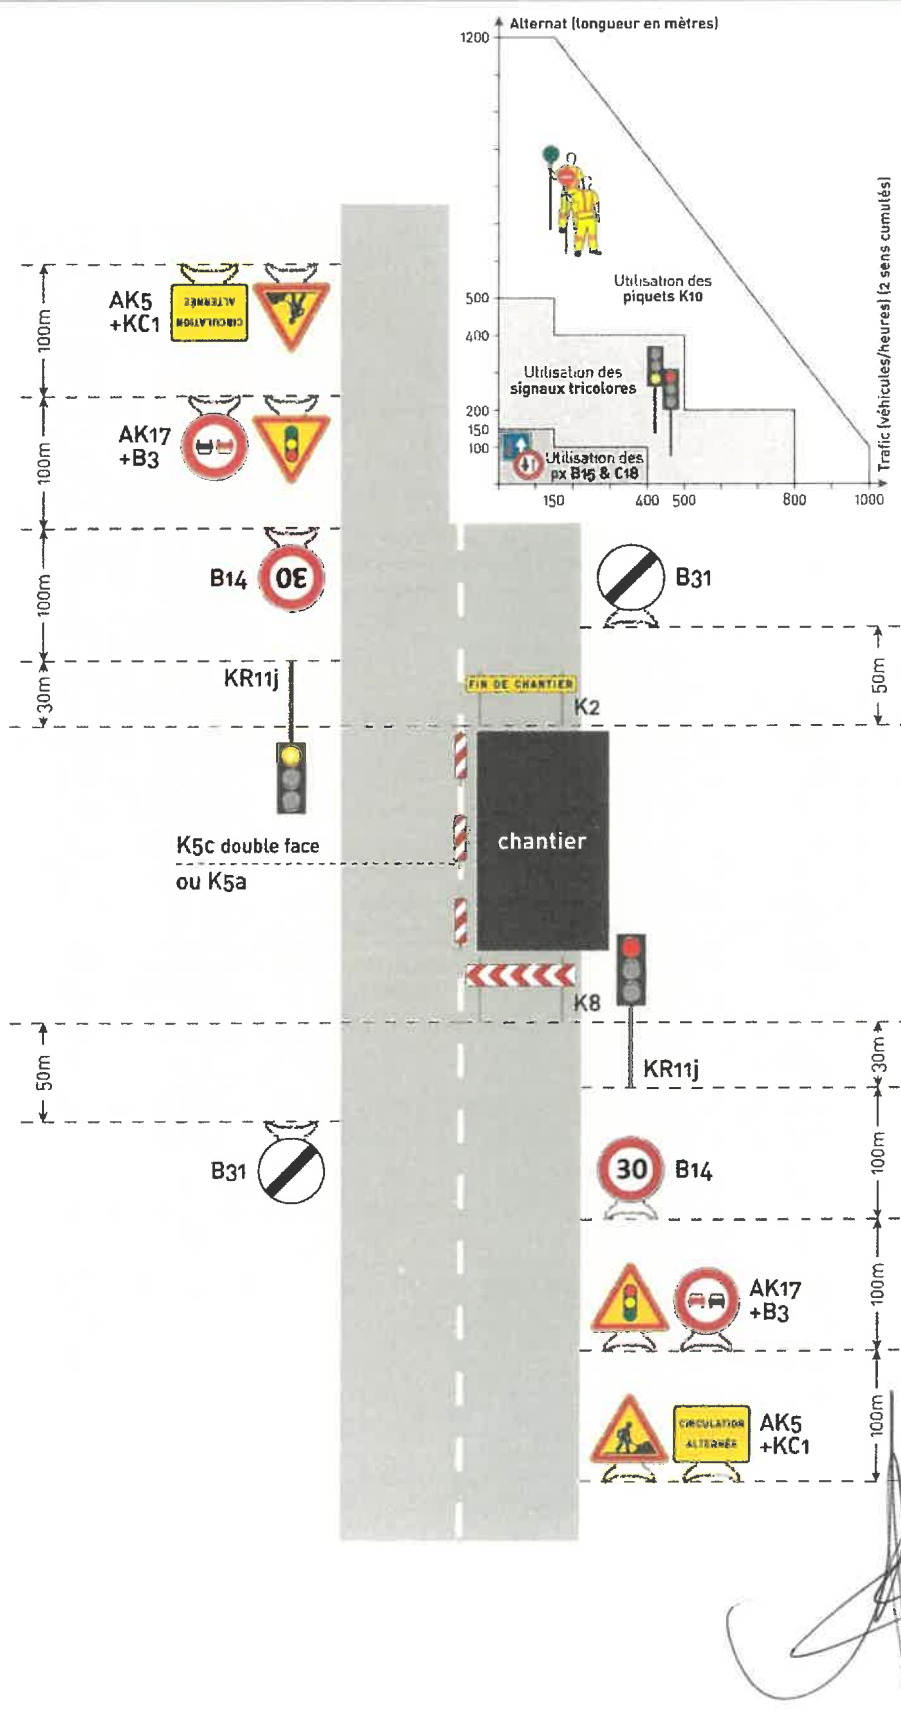 Alternat (longueur en mètres)
1200
500
400
200
150
100
Utilisation des
piquets K10
Utilisation des
signaux tricolores
Utilisation des
px B15 & C18
150
400
500
800
1000
Trafic (véhicules/heures) (2 sens cumutés)
100m
AK5
+KC1
CIRCULATION
ALTERNÉE
100m
AK17
+B3
100m
B14
30
B31
50m
30m
KR11j
FIN DE CHANTIER
K2
K5c double face
ou K5a
chantier
K8
50m
B31
30m
KR11j
100m
30
B14
100m
AK17
+B3
100m
CIRCULATION
ALTERNÉE
AK5
+KC1